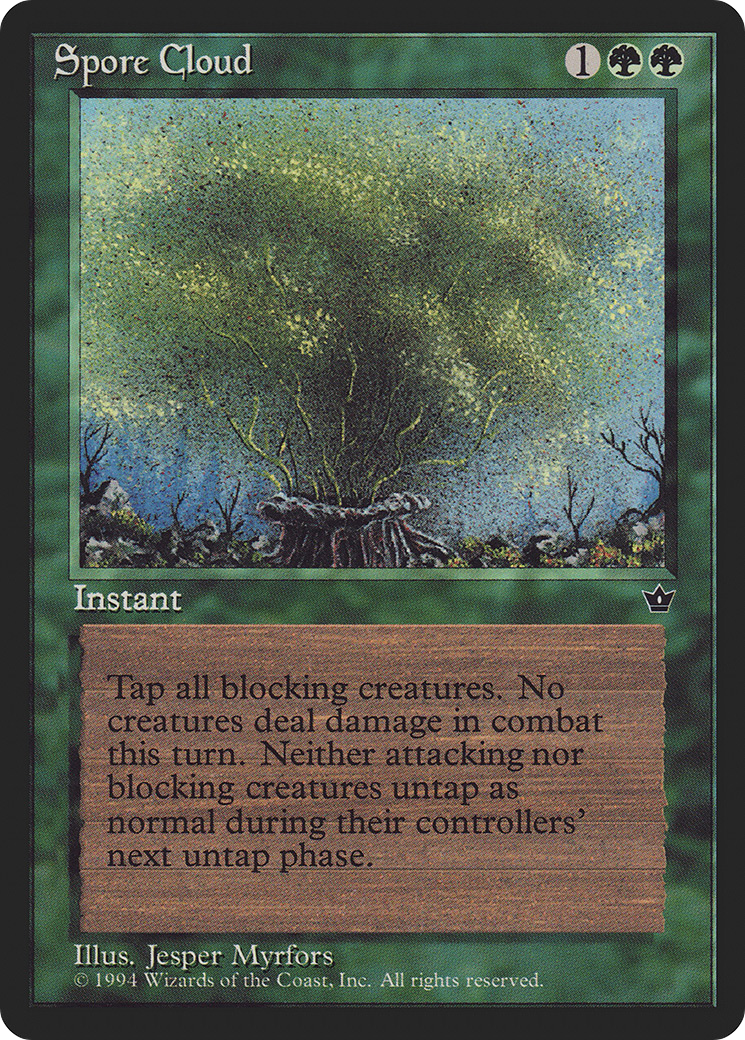 Spore Cloud
1
Instant
Tap all blocking creatures. No
creatures deal damage in combat
this turn. Neither attacking nor
blocking creatures untap as
normal during their controllers'
next untap phase.
Illus. Jesper Myrfors
© 1994 Wizards of the Coast, Inc. All rights reserved.